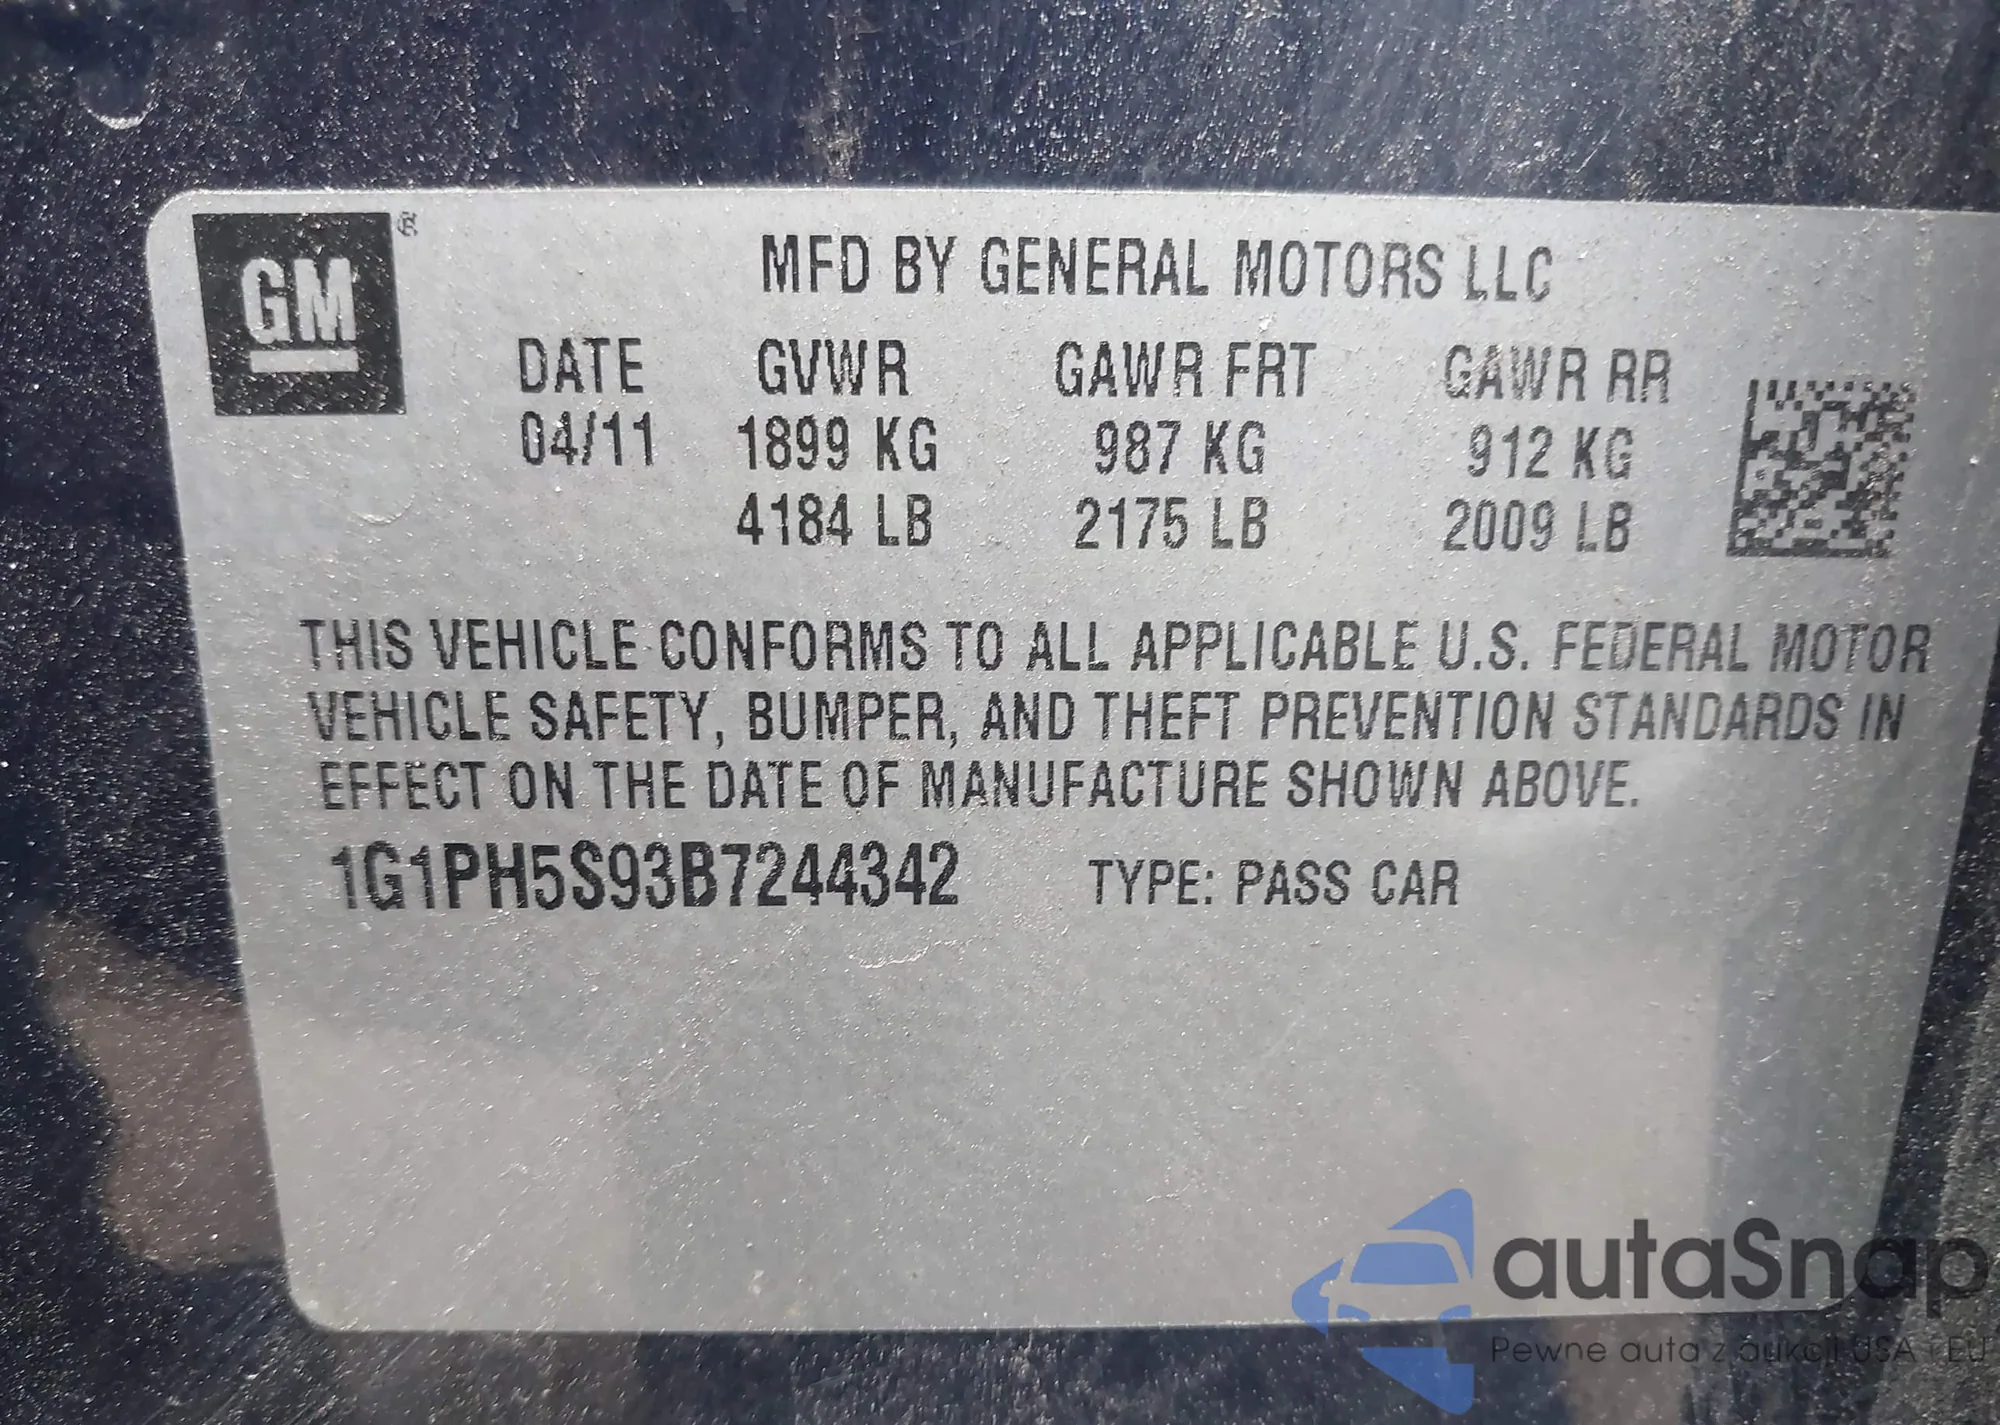 GM ®
MFD BY GENERAL MOTORS LLC
DATE GVWR GAWR FRT GAWR RR
04/11 1899 KG 987 KG 912 KG
4184 LB 2175 LB 2009 LB
THIS VEHICLE CONFORMS TO ALL APPLICABLE U.S. FEDERAL MOTOR
VEHICLE SAFETY, BUMPER, AND THEFT PREVENTION STANDARDS IN
EFFECT ON THE DATE OF MANUFACTURE SHOWN ABOVE.
1G1PH5S93B7244342 TYPE: PASS CAR
autaSnap
Pewne auta z aukcji USA i EU